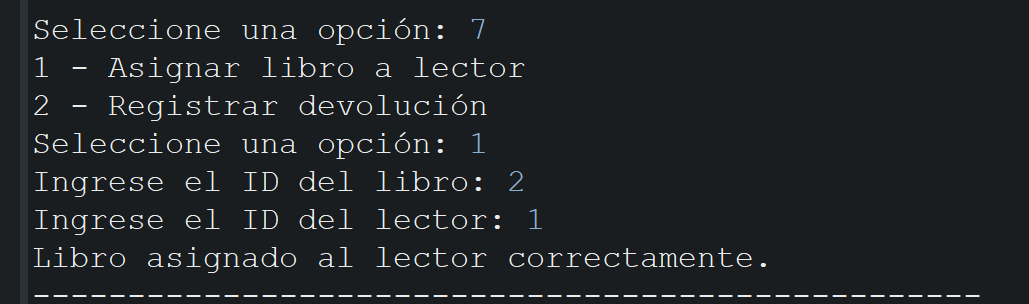 Seleccione una opción: 7
1 - Asignar libro a lector
2 - Registrar devolución
Seleccione una opción: 1
Ingrese el ID del libro: 2
Ingrese el ID del lector: 1
Libro asignado al lector correctamente.
--------------------------------------------------